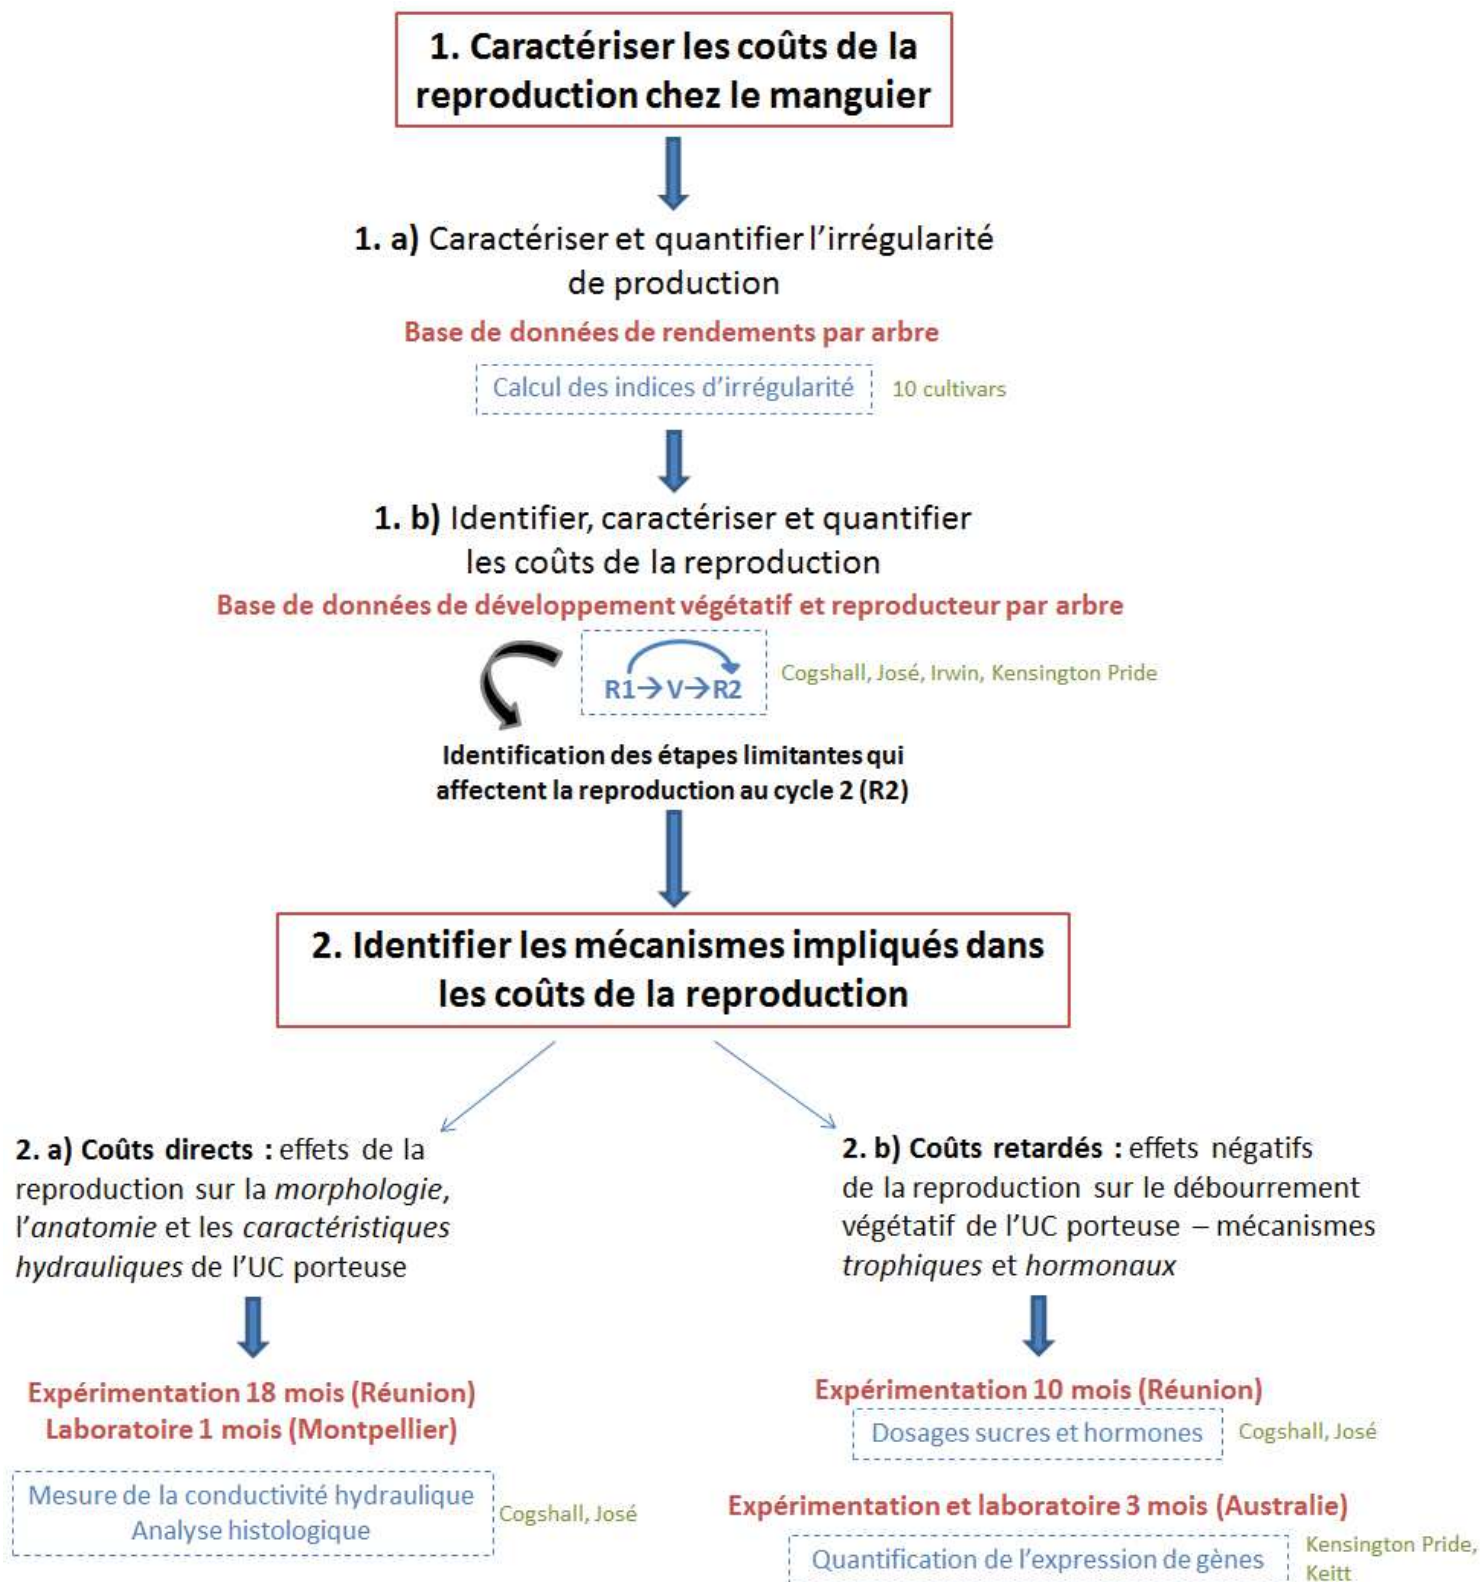 1. Caractériser les coûts de la
reproduction chez le manguier
1. a) Caractériser et quantifier l'irrégularité
de production
Base de données de rendements par arbre
Calcul des indices d'irrégularité
10 cultivars
1. b) Identifier, caractériser et quantifier
les coûts de la reproduction
Base de données de développement végétatif et reproducteur par arbre
R1→V→R2
Cogshall, José, Irwin, Kensington Pride
Identification des étapes limitantes qui
affectent la reproduction au cycle 2 (R2)
2. Identifier les mécanismes impliqués dans
les coûts de la reproduction
2. a) Coûts directs : effets de la
reproduction sur la morphologie,
l'anatomie et les caractéristiques
hydrauliques de l'UC porteuse
Expérimentation 18 mois (Réunion)
Laboratoire 1 mois (Montpellier)
Mesure de la conductivité hydraulique
Analyse histologique
Cogshall, José
2. b) Coûts retardés : effets négatifs
de la reproduction sur le débourrement
végétatif de l'UC porteuse – mécanismes
trophiques et hormonaux
Expérimentation 10 mois (Réunion)
Dosages sucres et hormones
Cogshall, José
Expérimentation et laboratoire 3 mois (Australie)
Quantification de l'expression de gènes
Kensington Pride,
Keitt